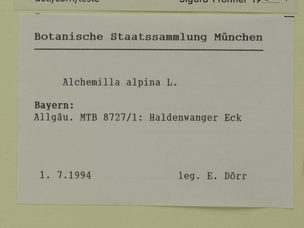 Botanische Staatssammlung München
Alchemilla alpina L.
Bayern:
Allgäu. MTB 8727/1: Haldenwanger Eck
1. 7.1994 leg. E. Dörr